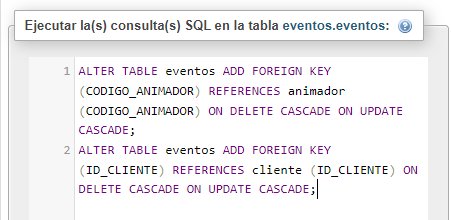 Ejecutar la(s) consulta(s) SQL en la tabla eventos.eventos:
1 ALTER TABLE eventos ADD FOREIGN KEY
(CODIGO_ANIMADOR) REFERENCES animador
(CODIGO_ANIMADOR) ON DELETE CASCADE ON UPDATE
CASCADE;
2 ALTER TABLE eventos ADD FOREIGN KEY
(ID_CLIENTE) REFERENCES cliente (ID_CLIENTE) ON
DELETE CASCADE ON UPDATE CASCADE;